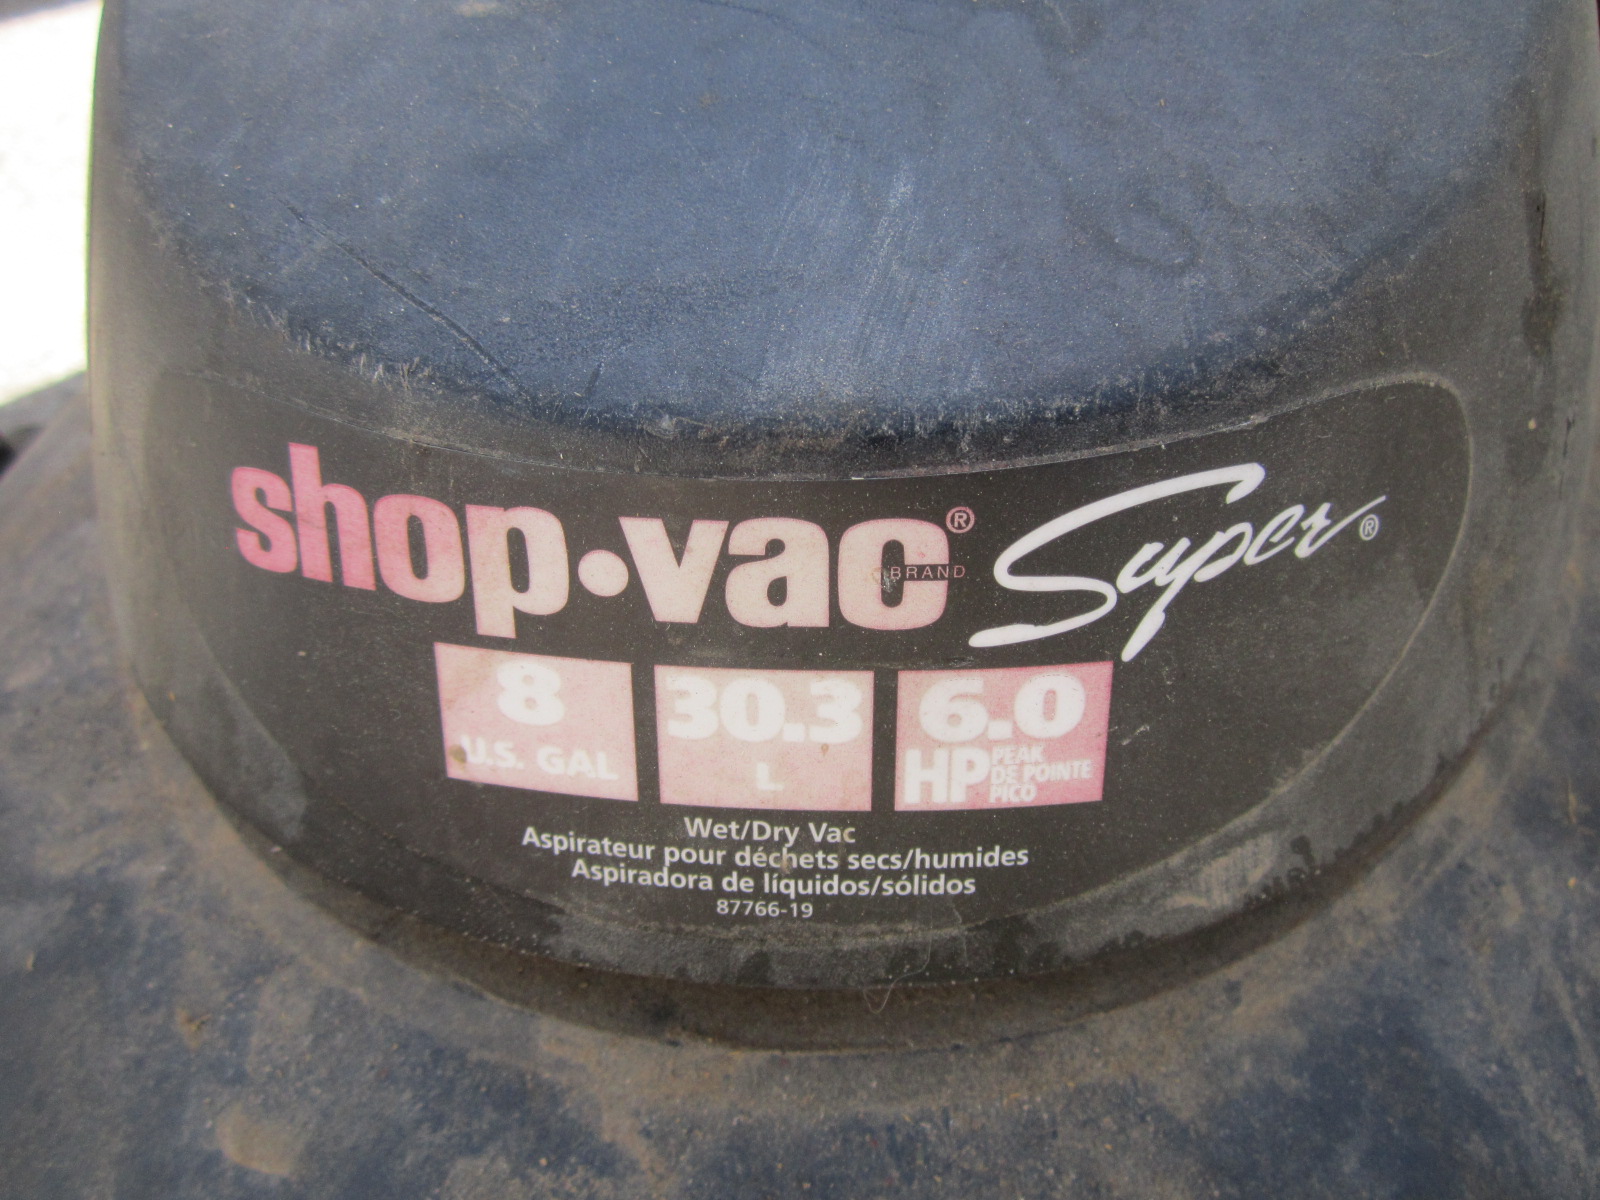 shop·vac® Super®
BRAND
8
U.S. GAL
30.3
L
6.0
HP PEAK
DE POINTE
PICO
Wet/Dry Vac
Aspirateur pour déchets secs/humides
Aspiradora de líquidos/sólidos
87766-19